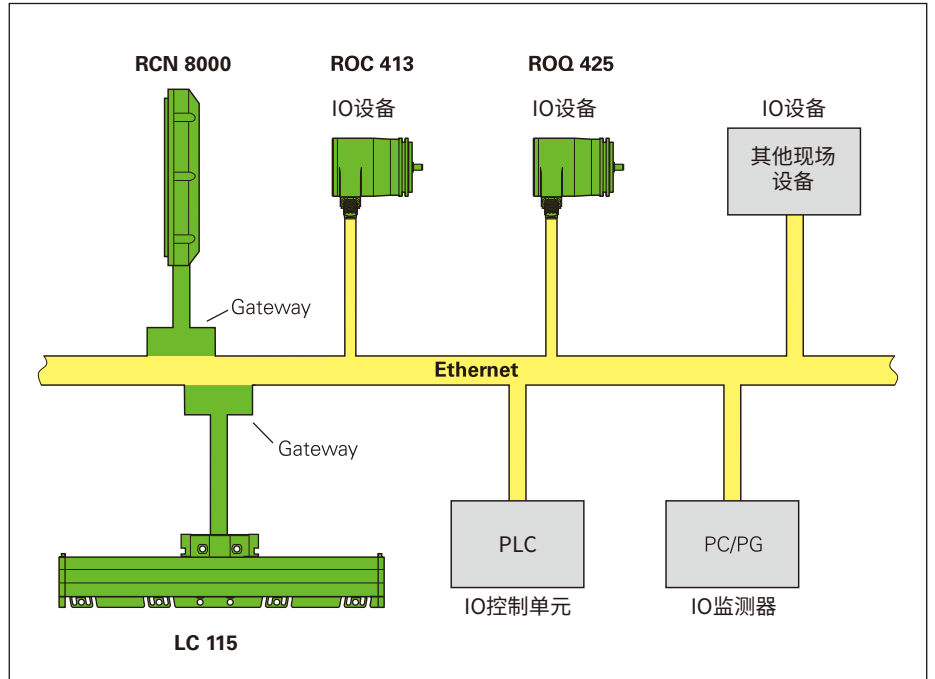 RCN 8000
ROC 413
ROQ 425
IO设备
IO设备
IO设备
其他现场
设备
Gateway
Ethernet
Gateway
PLC
PC/PG
IO控制单元
IO监测器
LC 115